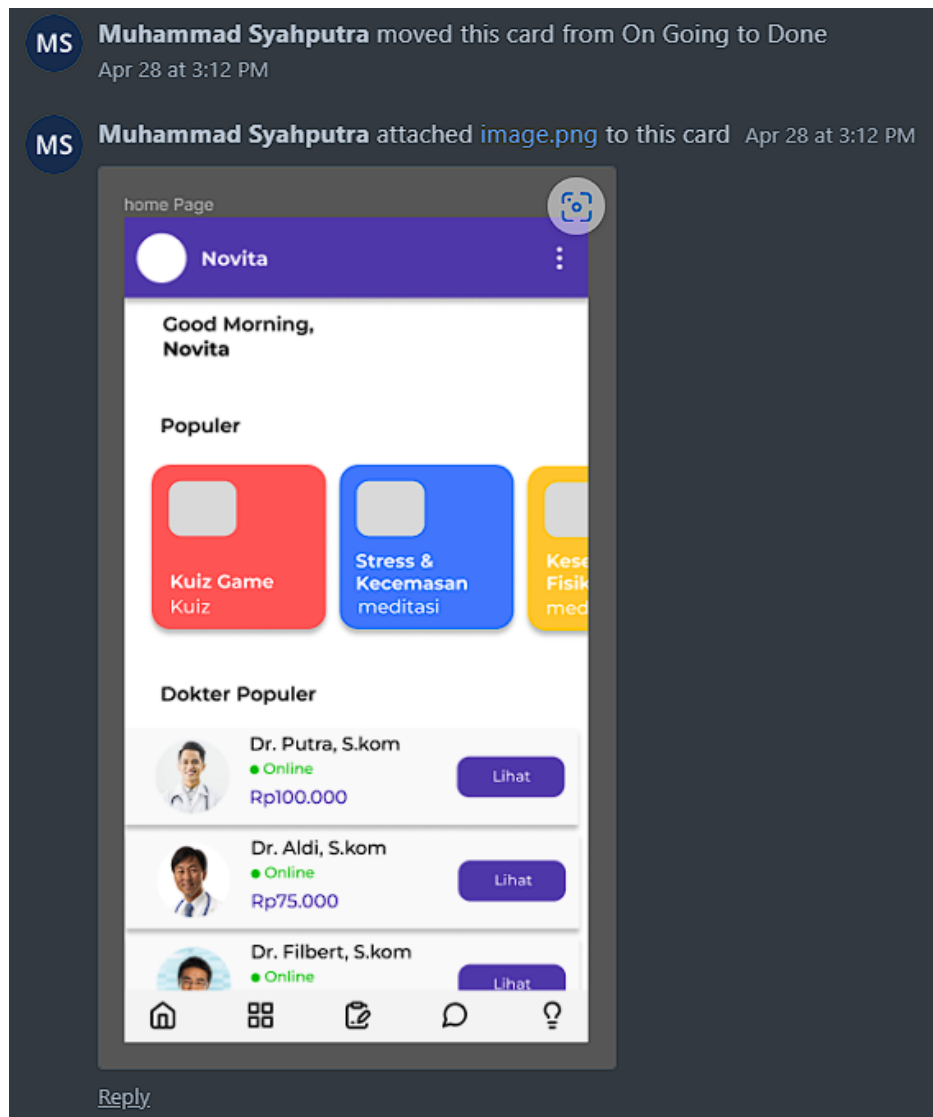 MS
Muhammad Syahputra moved this card from On Going to Done
Apr 28 at 3:12 PM
MS
Muhammad Syahputra attached image.png to this card Apr 28 at 3:12 PM
home Page
Novita
Good Morning,
Novita
Populer
Kuiz Game
Kuiz
Stress &
Kecemasan
meditasi
Kese
Fisik
med
Dokter Populer
Dr. Putra, S.kom
Online
Rp100.000
Lihat
Dr. Aldi, S.kom
Online
Rp75.000
Lihat
Dr. Filbert, S.kom
Online
Lihat
Reply